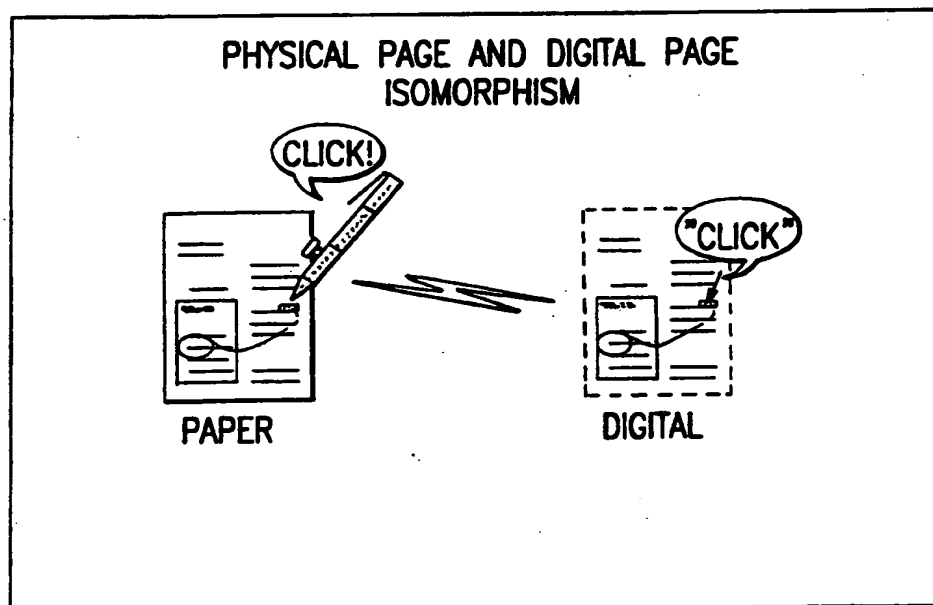 PHYSICAL PAGE AND DIGITAL PAGE
ISOMORPHISM
CLICK!
"CLICK"
PAPER
DIGITAL